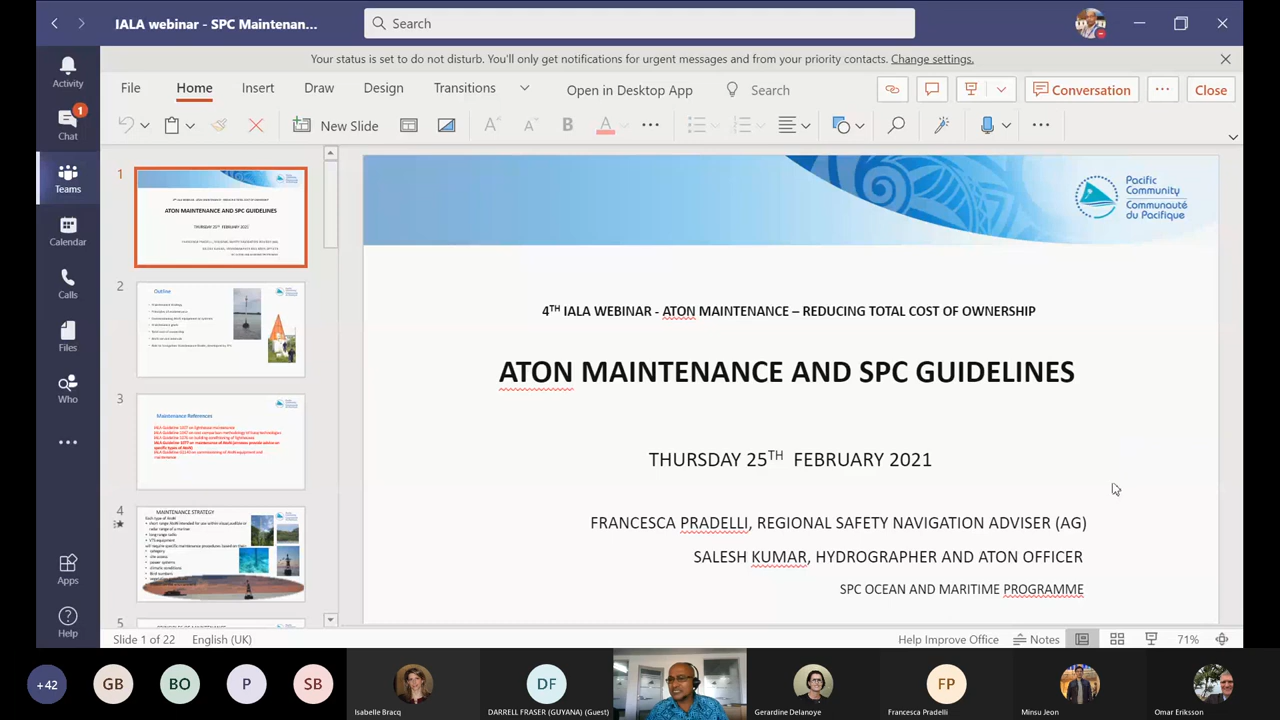 IALA webinar - SPC Maintenan...
Search
Your status is set to do not disturb. You'll only get notifications for urgent messages and from your priority contacts. Change settings.
Activity
Chat
1
Teams
Calendar
Calls
Files
Who
Apps
Help
File Home Insert Draw Design Transitions Open in Desktop App Search Conversation Close
New Slide
1
ATON MAINTENANCE AND SPC GUIDELINES
2
Outline
3
Maintenance References
4
MAINTENANCE STRATEGY
5
Pacific
Community
Communauté
du Pacifique
4TH IALA WEBINAR - ATON MAINTENANCE – REDUCING TOTAL COST OF OWNERSHIP
ATON MAINTENANCE AND SPC GUIDELINES
THURSDAY 25TH FEBRUARY 2021
FRANCESCA PRADELLI, REGIONAL SAFETY NAVIGATION ADVISER (AG)
SALESH KUMAR, HYDROGRAPHER AND ATON OFFICER
SPC OCEAN AND MARITIME PROGRAMME
Slide 1 of 22 English (UK) Help Improve Office Notes 71%
+42 GB BO P SB DF FP
Isabelle Bracq DARRELL FRASER (GUYANA) (Guest) Gerardine Delanoye Francesca Pradelli Minsu Jeon Omar Eriksson